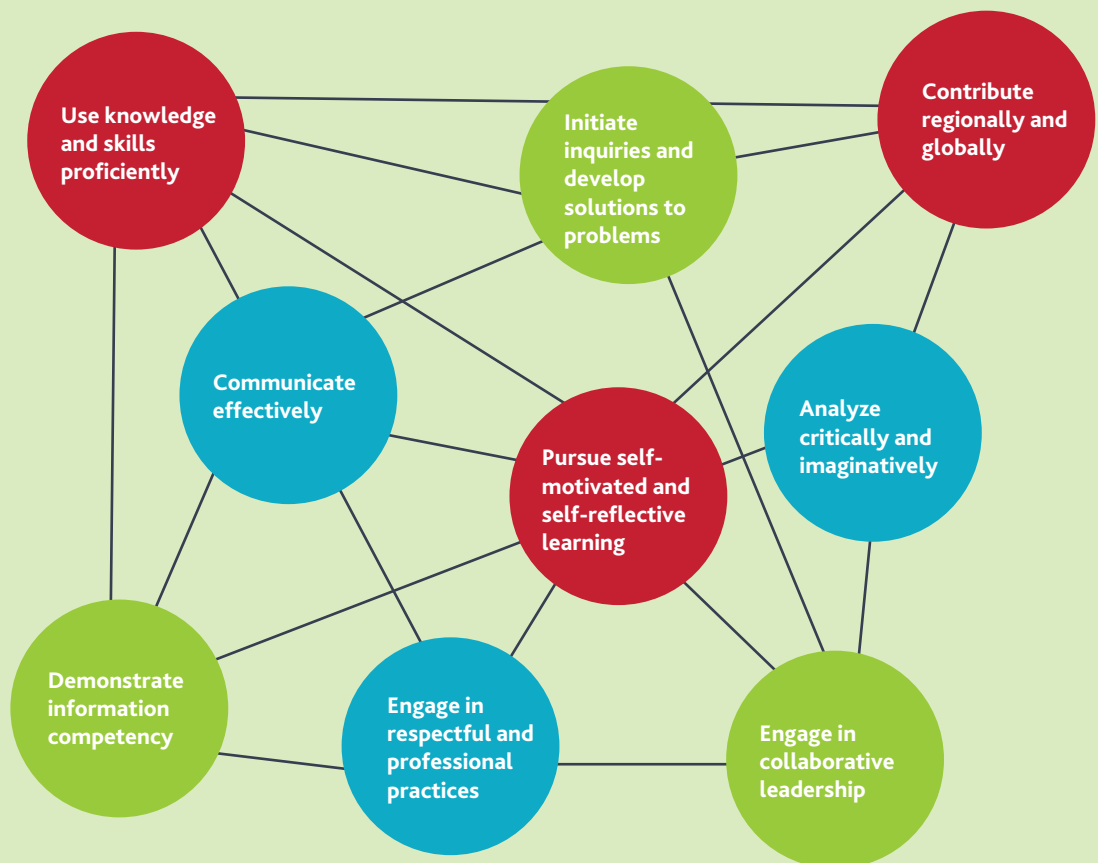 Use knowledge
and skills
proficiently
Initiate
inquiries and
develop
solutions to
problems
Contribute
regionally and
globally
Communicate
effectively
Pursue self-
motivated and
self-reflective
learning
Analyze
critically and
imaginatively
Demonstrate
information
competency
Engage in
respectful and
professional
practices
Engage in
collaborative
leadership